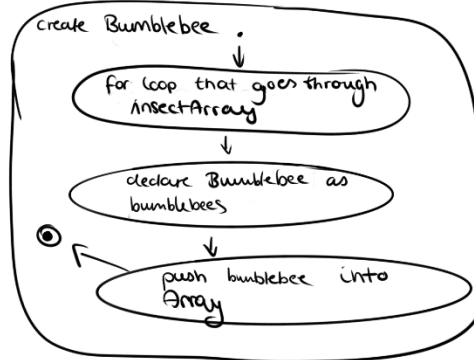 create Bumblebee
for loop that goes through
insectArray
declare Bumblebee as
bumblebees
push bumblebee into
Array